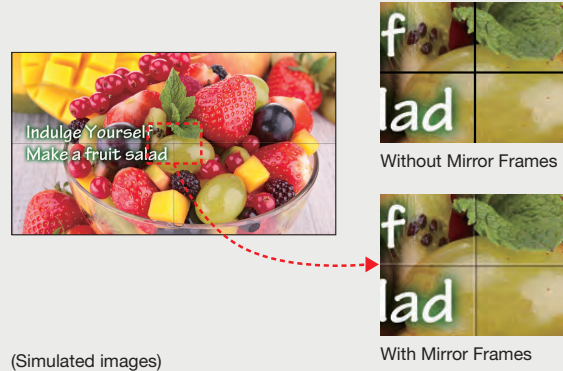 Indulge Yourself
Make a fruit salad
f
lad
Without Mirror Frames
f
lad
With Mirror Frames
(Simulated images)